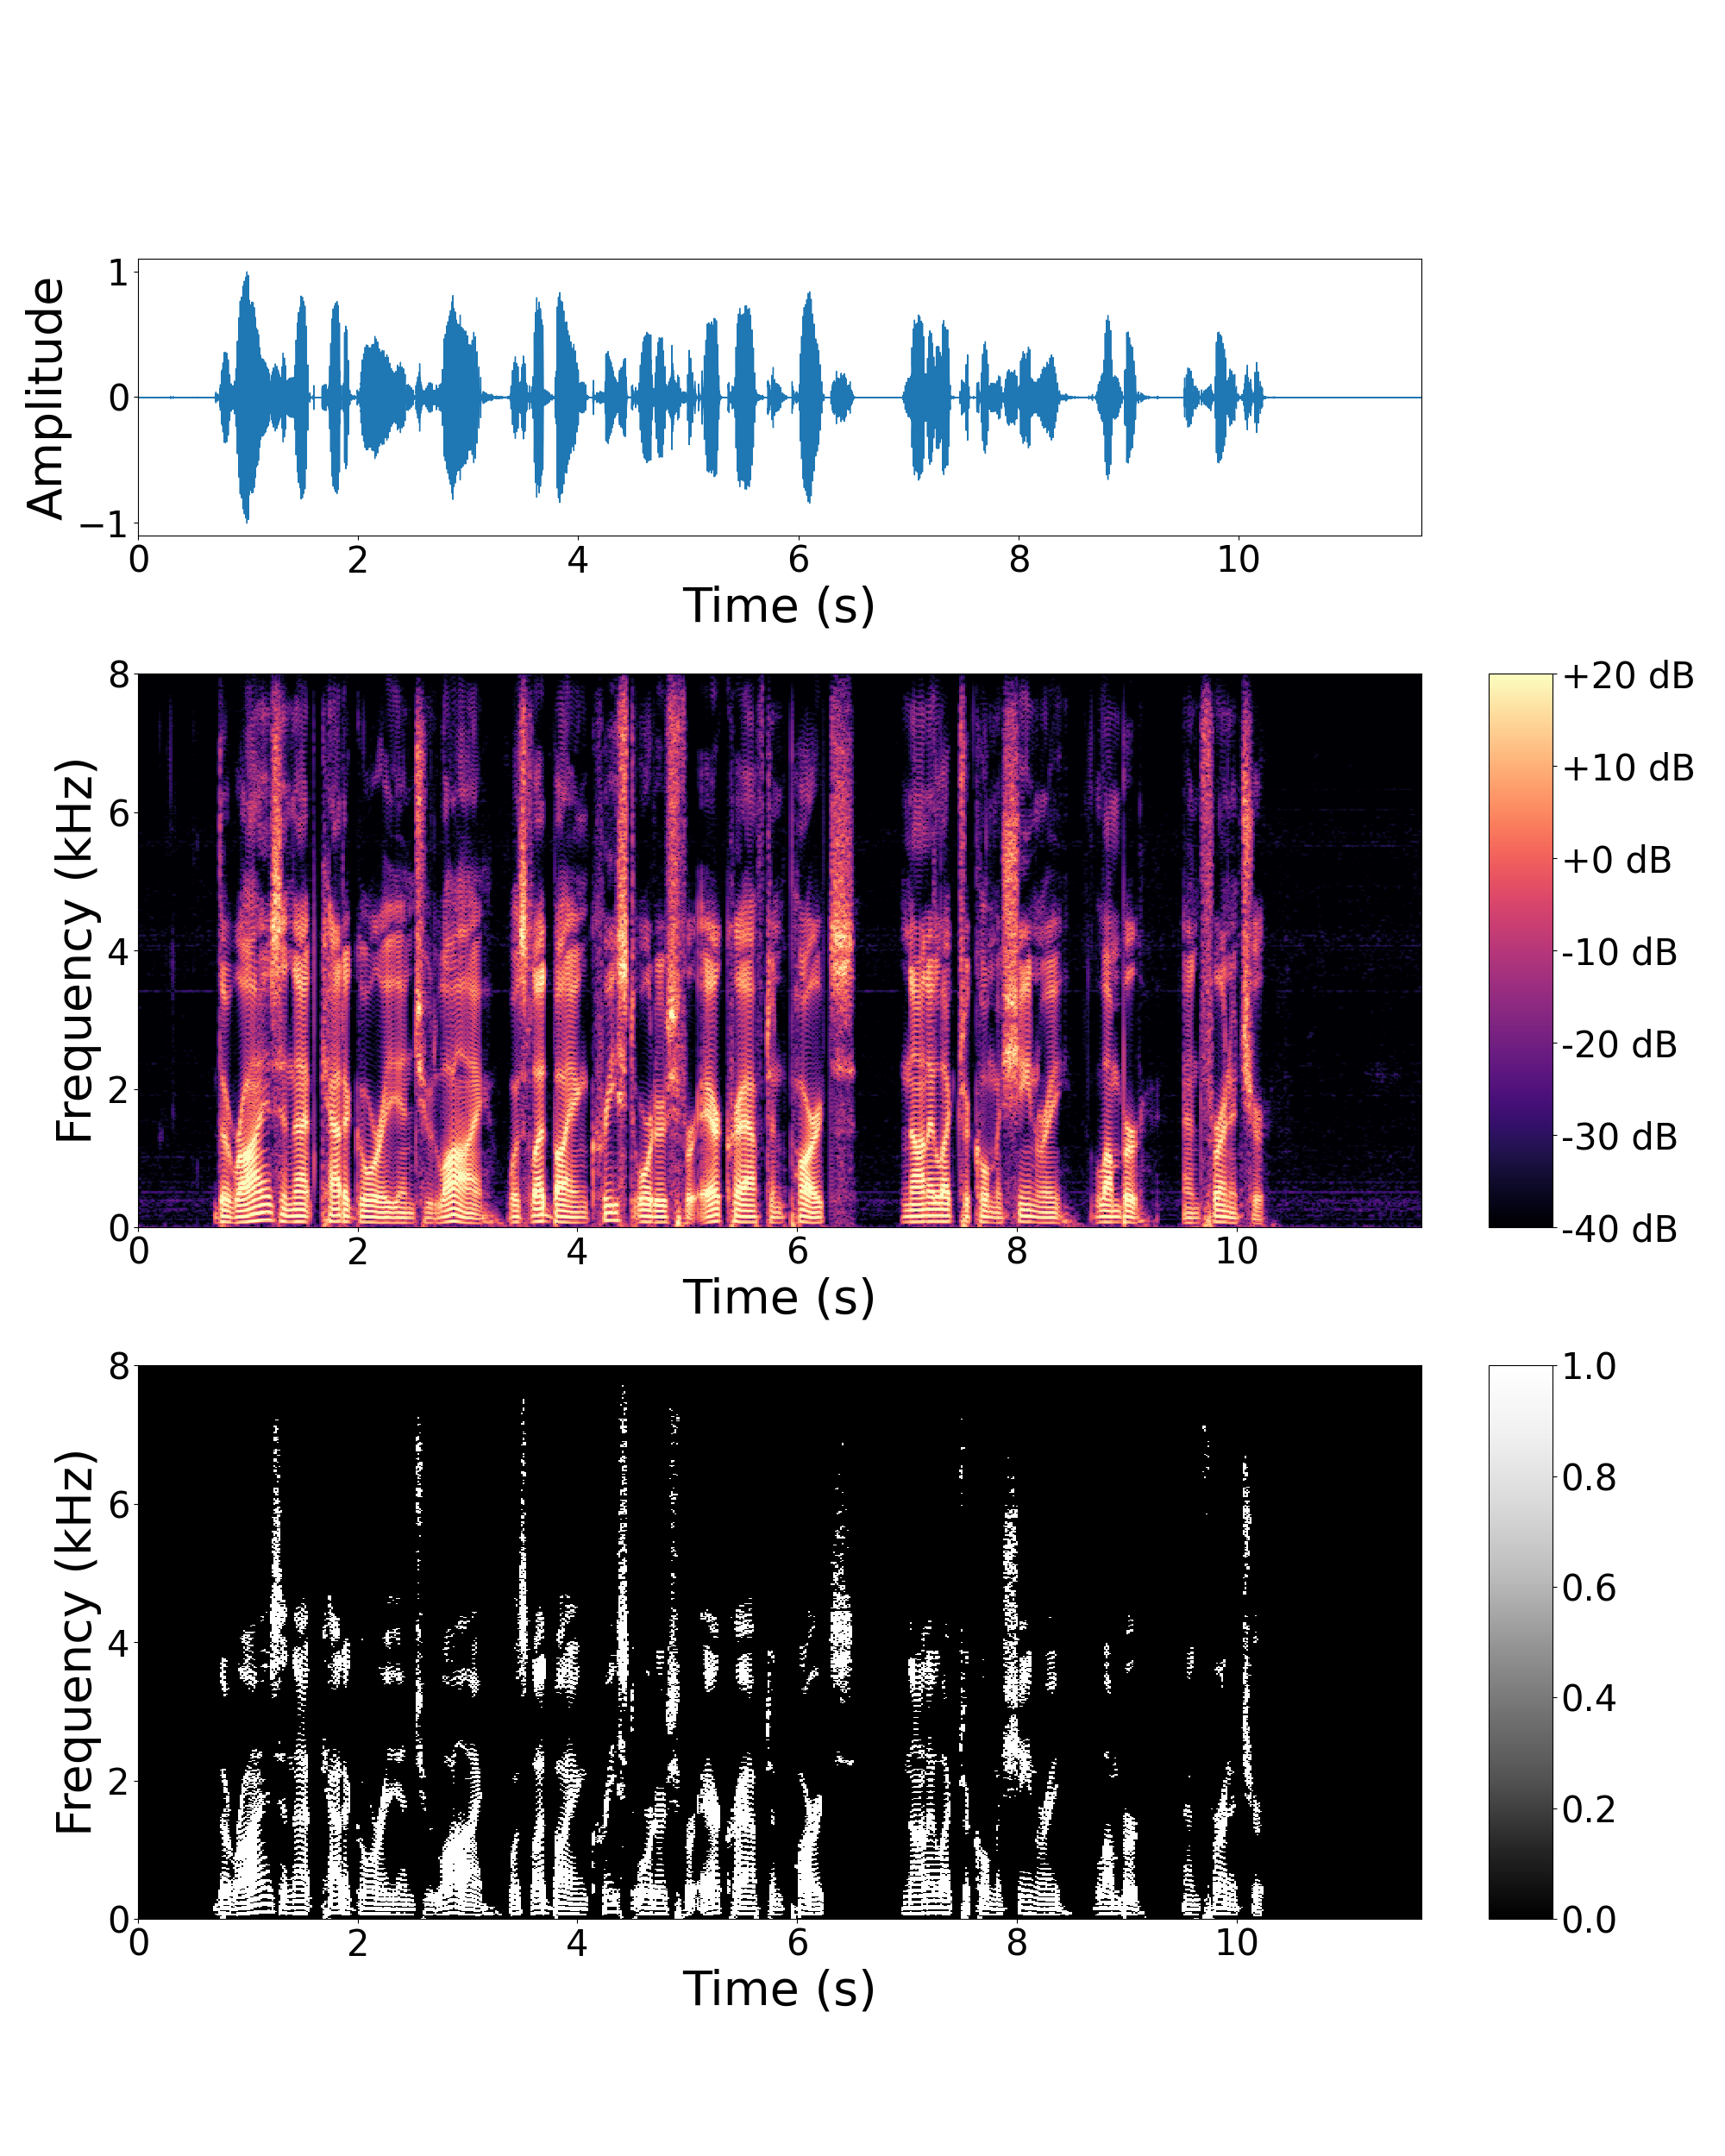 1
0
−1
Amplitude
0 2 4 6 8 10
Time (s)
8
6
4
2
0
Frequency (kHz)
0 2 4 6 8 10
Time (s)
+20 dB
+10 dB
+0 dB
-10 dB
-20 dB
-30 dB
-40 dB
8
6
4
2
0
Frequency (kHz)
0 2 4 6 8 10
Time (s)
1.0
0.8
0.6
0.4
0.2
0.0